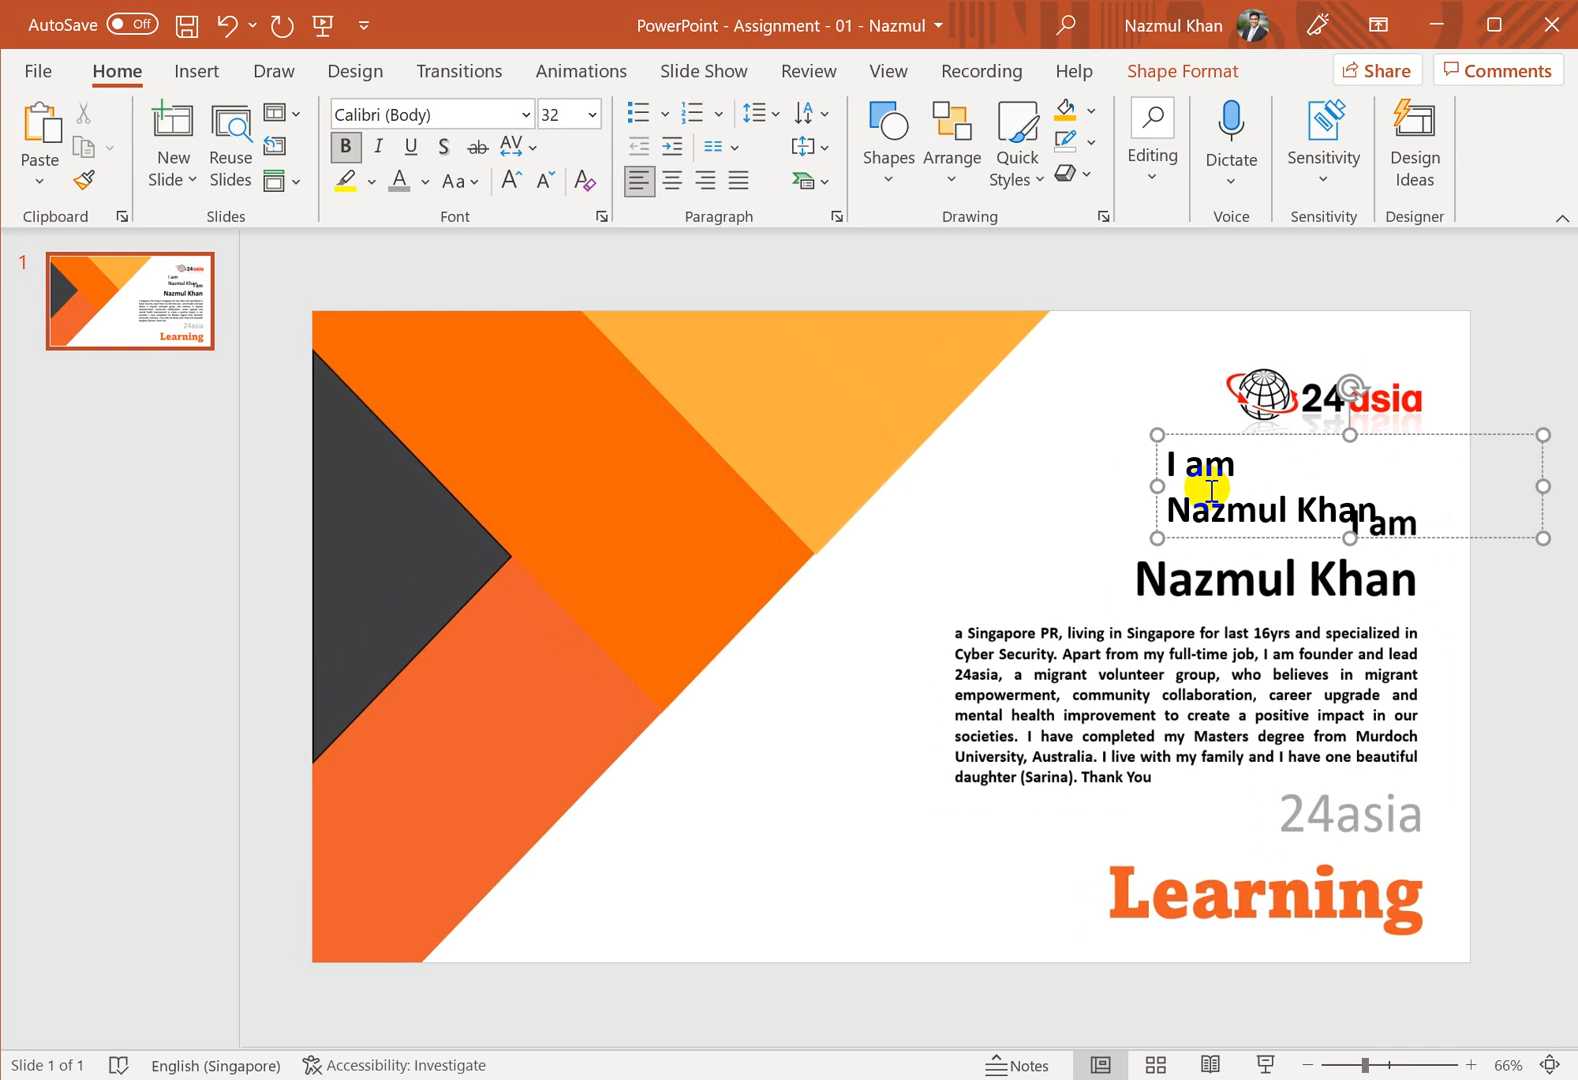 AutoSave Off PowerPoint - Assignment - 01 - Nazmul Nazmul Khan
File Home Insert Draw Design Transitions Animations Slide Show Review View Recording Help Shape Format Share Comments
Calibri (Body) 32
Paste New Slide Reuse Slides Shapes Arrange Quick Styles Editing Dictate Sensitivity Design Ideas
Clipboard Slides Font Paragraph Drawing Voice Sensitivity Designer
1
24asia
I am
Nazmul Khan
I am
Nazmul Khan
a Singapore PR, living in Singapore for last 16yrs and specialized in
Cyber Security. Apart from my full-time job, I am founder and lead
24asia, a migrant volunteer group, who believes in migrant
empowerment, community collaboration, career upgrade and
mental health improvement to create a positive impact in our
societies. I have completed my Masters degree from Murdoch
University, Australia. I live with my family and I have one beautiful
daughter (Sarina). Thank You
24asia
Learning
Slide 1 of 1 English (Singapore) Accessibility: Investigate Notes 66%